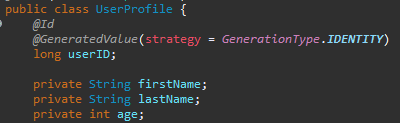 public class UserProfile {
@Id
@GeneratedValue(strategy = GenerationType.IDENTITY)
long userID;
private String firstName;
private String lastName;
private int age;